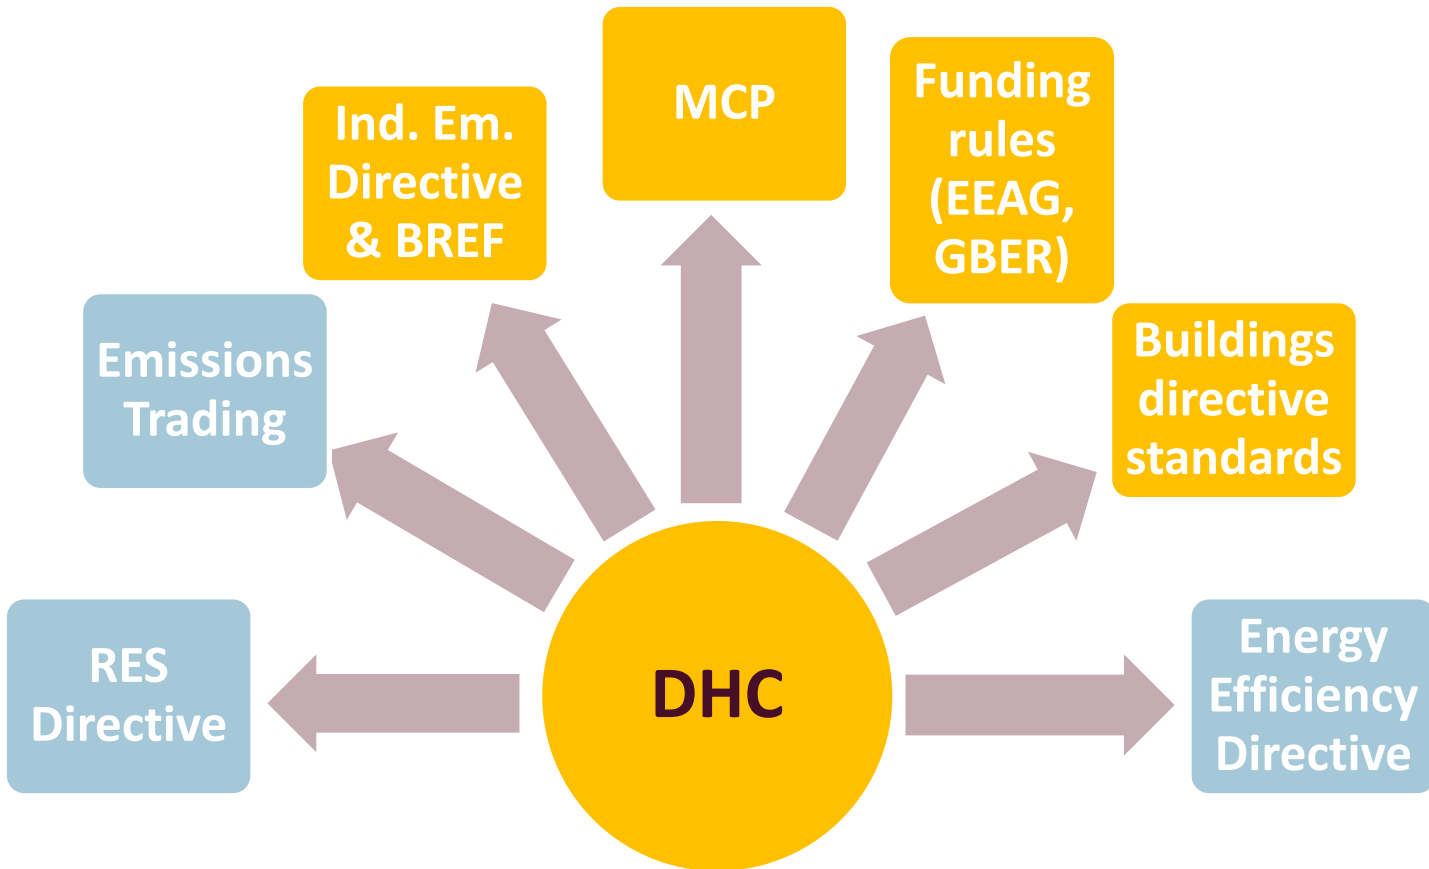 MCP
Funding
rules
(EEAG,
GBER)
Ind. Em.
Directive
& BREF
Buildings
directive
standards
Emissions
Trading
RES
Directive
DHC
Energy
Efficiency
Directive